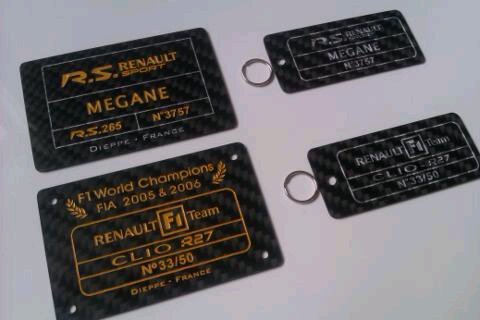 R.S. RENAULT SPORT
MEGANE
R.S.265 N°3757
DIEPPE - FRANCE
R.S. RENAULT SPORT
MEGANE
N°3757
F1 World Champions
FIA 2005 & 2006
RENAULT F1 Team
CLIO R27
Nº33/50
DIEPPE - FRANCE
RENAULT F1 Team
CLIO R27
N°33/50